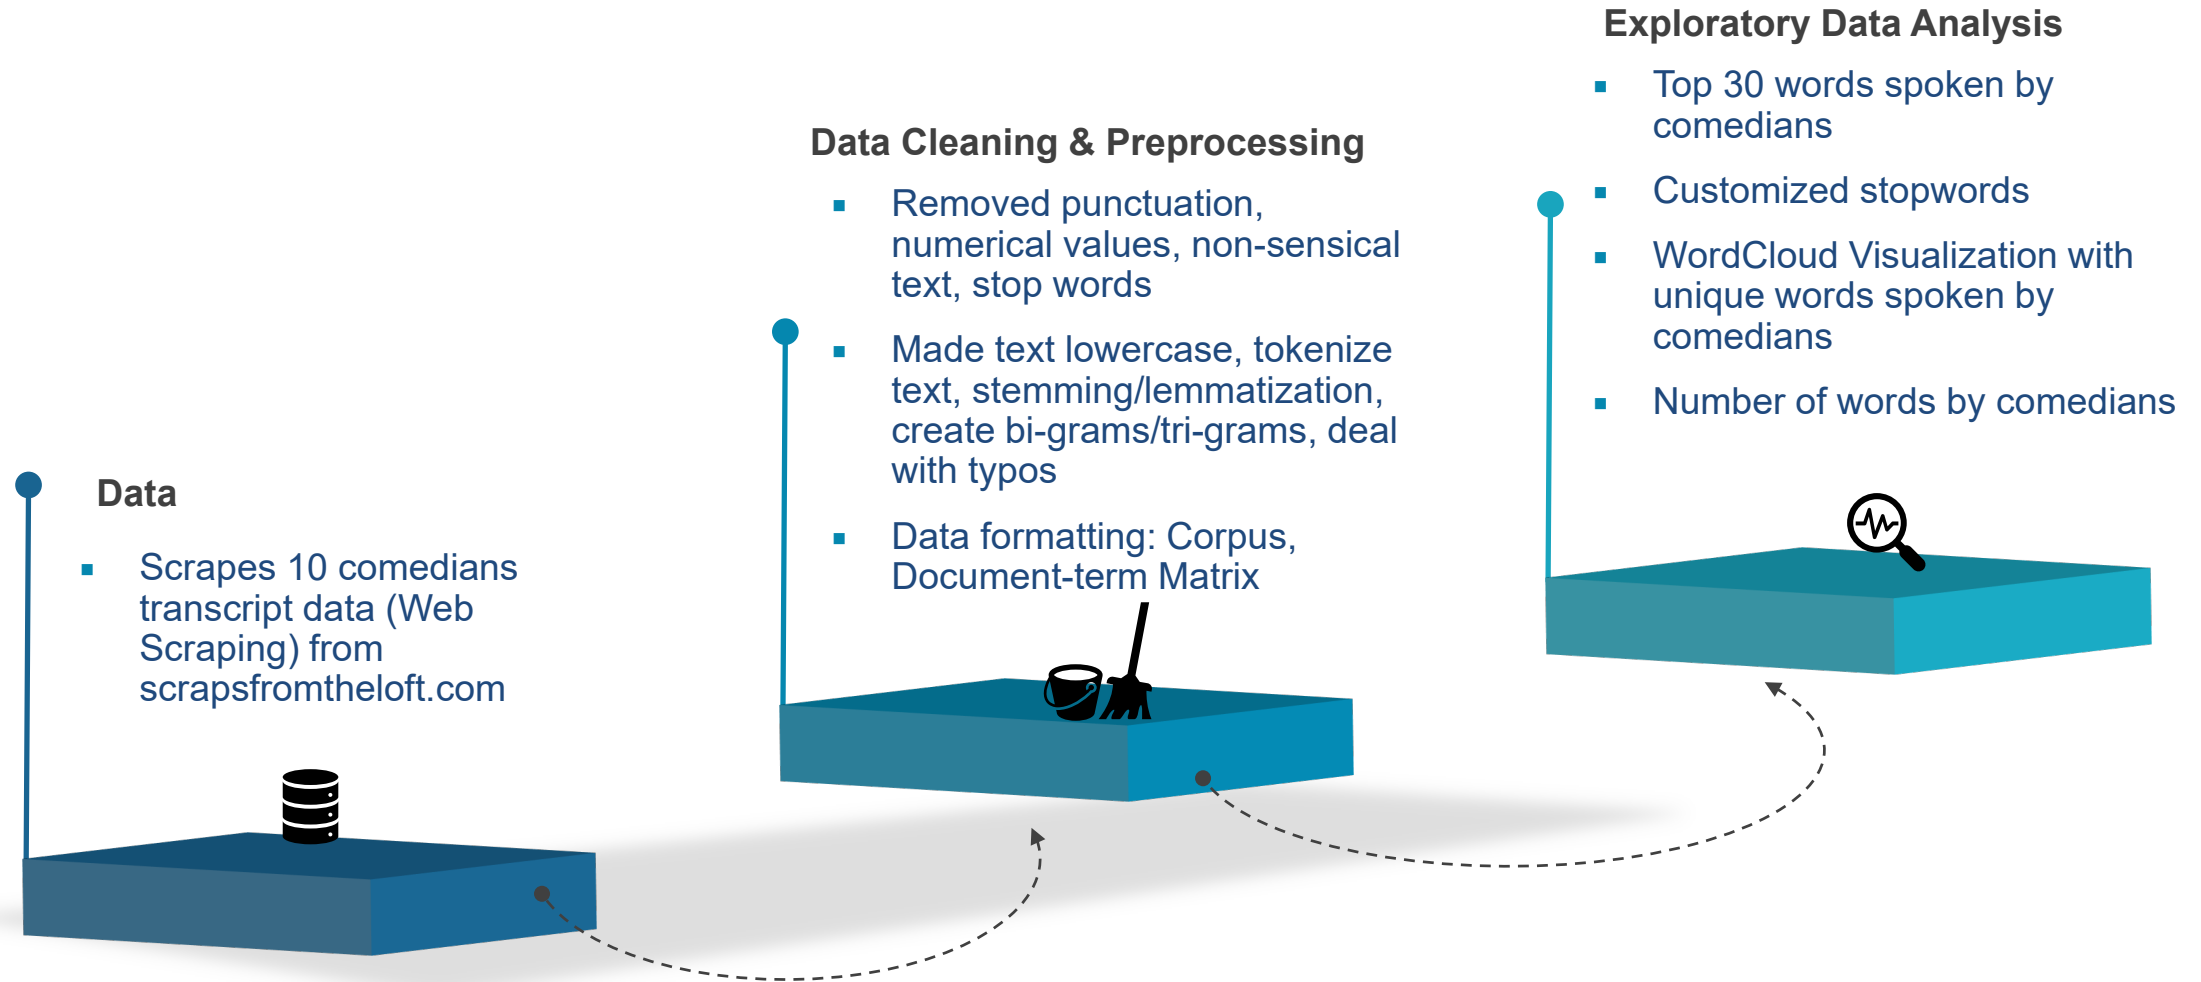 Data
Scrapes 10 comedians
transcript data (Web
Scraping) from
scrapsfromtheloft.com
Data Cleaning & Preprocessing
Removed punctuation,
numerical values, non-sensical
text, stop words
Made text lowercase, tokenize
text, stemming/lemmatization,
create bi-grams/tri-grams, deal
with typos
Data formatting: Corpus,
Document-term Matrix
Exploratory Data Analysis
Top 30 words spoken by
comedians
Customized stopwords
WordCloud Visualization with
unique words spoken by
comedians
Number of words by comedians